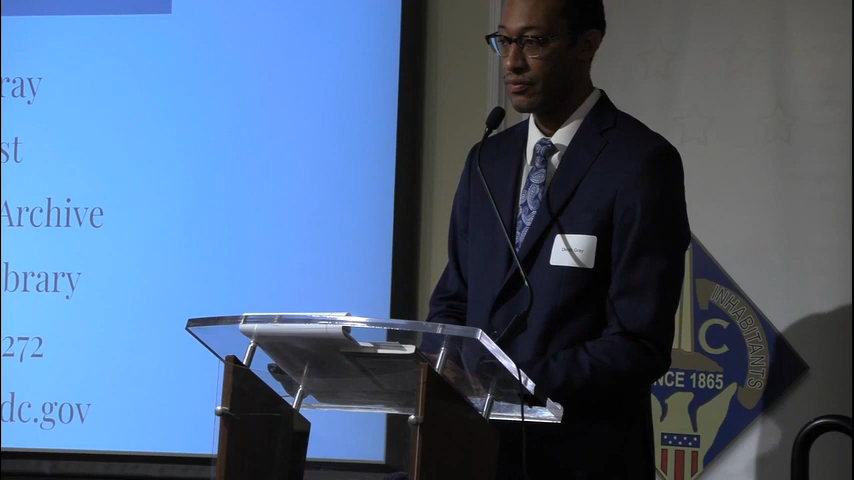 ray
st
Archive
brary
272
dc.gov
INHABITANTS
C
NCE 1865